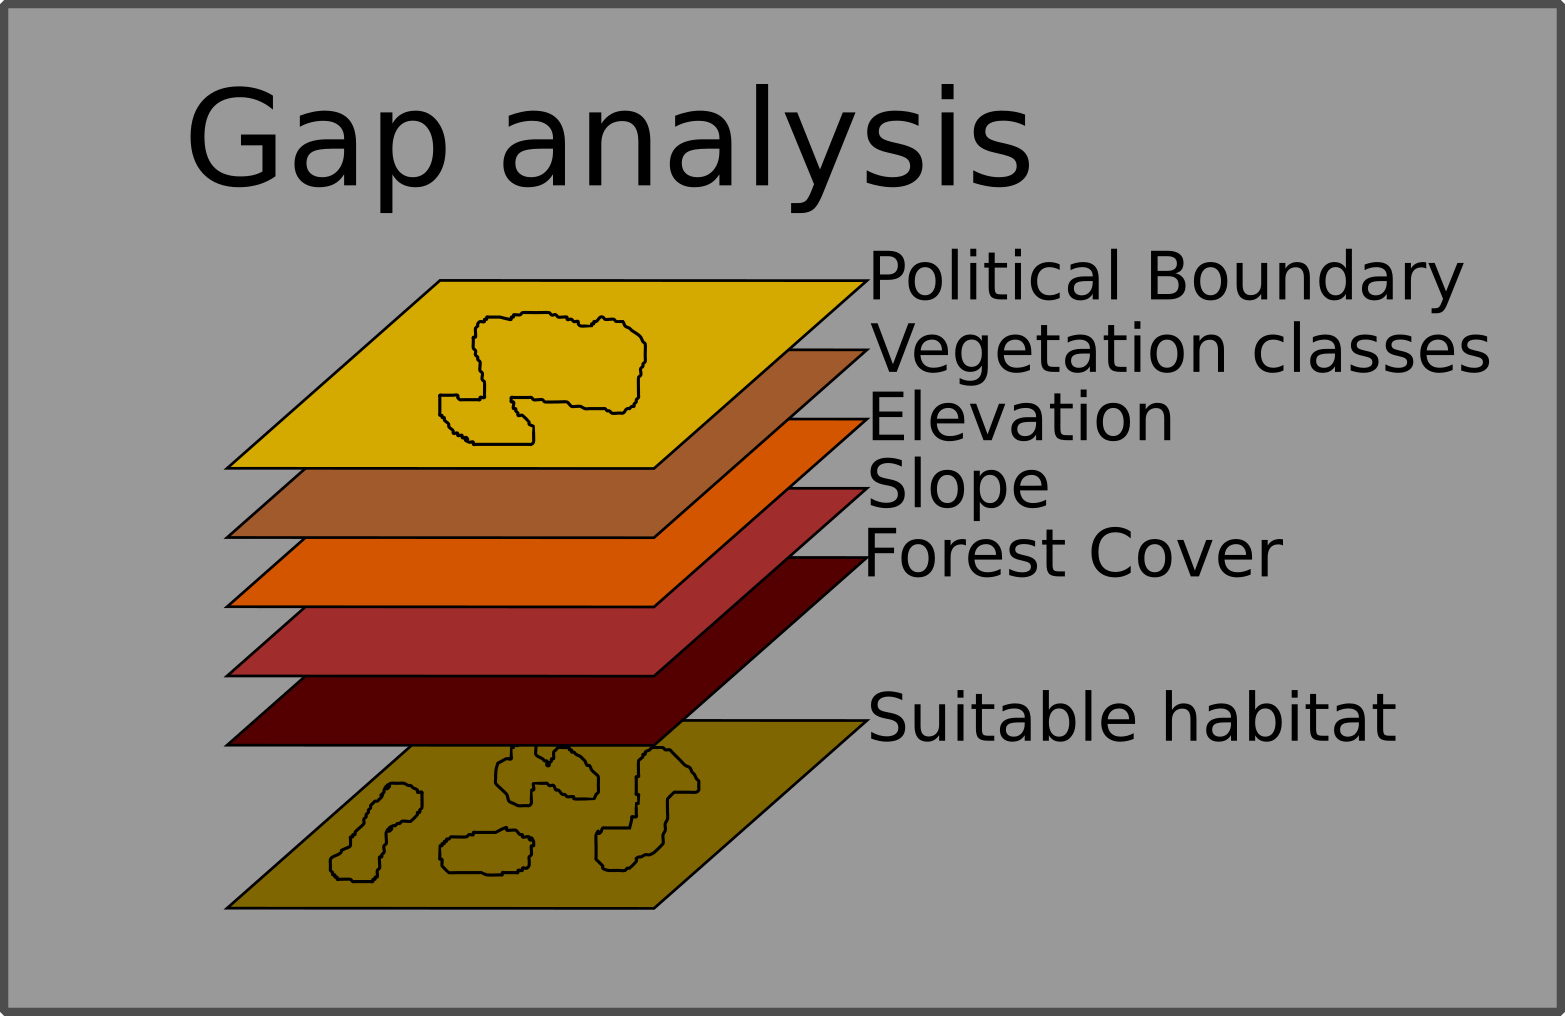 Gap analysis
Political Boundary
Vegetation classes
Elevation
Slope
Forest Cover
Suitable habitat